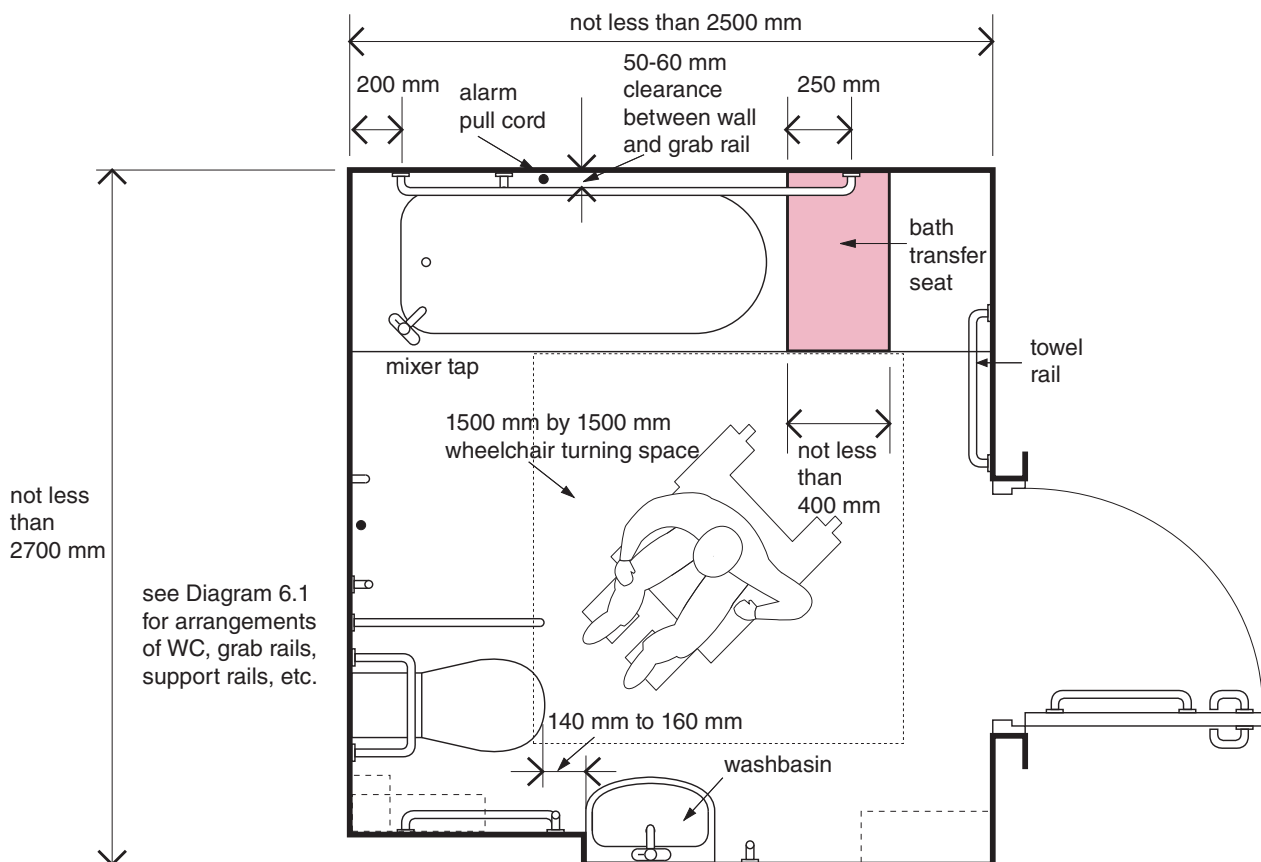 not less than 2500 mm
200 mm
alarm
pull cord
50-60 mm
clearance
between wall
and grab rail
250 mm
bath
transfer
seat
towel
rail
mixer tap
1500 mm by 1500 mm
wheelchair turning space
not less
than
400 mm
not less
than
2700 mm
see Diagram 6.1
for arrangements
of WC, grab rails,
support rails, etc.
140 mm to 160 mm
washbasin